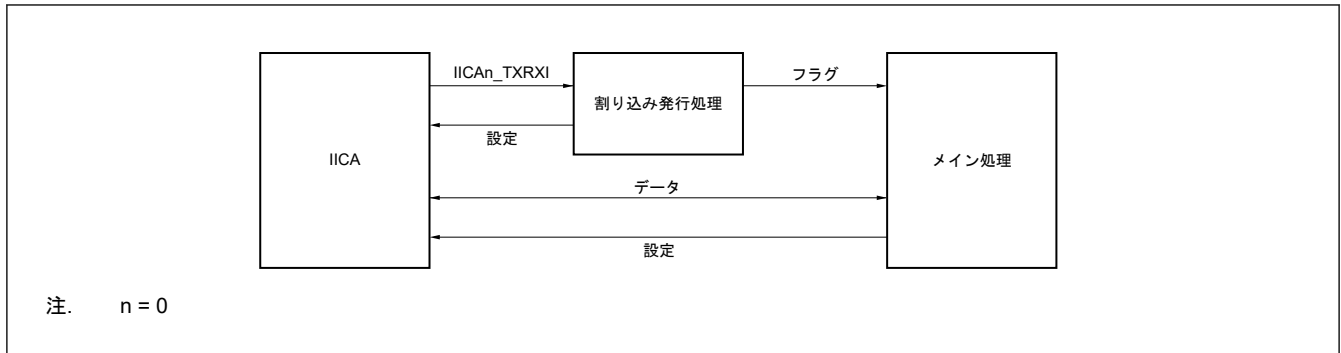 IICAn_TXRXI
フラグ
割り込み発行処理
設定
IICA
メイン処理
データ
設定
注. n = 0